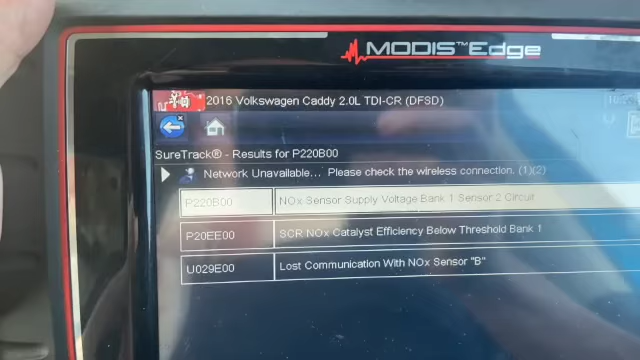 MODIS™Edge
2016 Volkswagen Caddy 2.0L TDI-CR (DFSD)
SureTrack® - Results for P220B00
Network Unavailable... Please check the wireless connection. (1)(2)
P220B00 NOx Sensor Supply Voltage Bank 1 Sensor 2 Circuit
P20EE00 SCR NOx Catalyst Efficiency Below Threshold Bank 1
U029E00 Lost Communication With NOx Sensor "B"